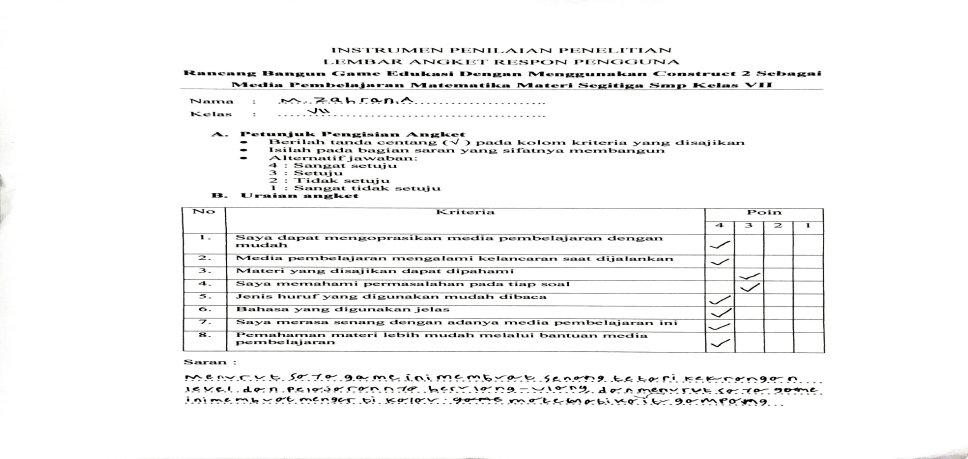 INSTRUMEN PENILAIAN PENELITIAN
LEMBAR ANGKET RESPON PENGGUNA
Rancang Bangun Game Edukasi Dengan Menggunakan Construct 2 Sebagai
Media Pembelajaran Matematika Materi Segitiga Smp Kelas VII
Nama : M. Zahran.A
Kelas : VII
A. Petunjuk Pengisian Angket
• Berilah tanda centang (√ ) pada kolom kriteria yang disajikan
• Isilah pada bagian saran yang sifatnya membangun
• Alternatif jawaban:
4 : Sangat setuju
3 : Setuju
2 : Tidak setuju
1 : Sangat tidak setuju
B. Uraian angket
No Kriteria Poin
4 3 2 1
1. Saya dapat mengoprasikan media pembelajaran dengan
mudah ✓
2. Media pembelajaran mengalami kelancaran saat dijalankan ✓
3. Materi yang disajikan dapat dipahami ✓
4. Saya memahami permasalahan pada tiap soal ✓
5. Jenis huruf yang digunakan mudah dibaca ✓
6. Bahasa yang digunakan jelas ✓
7. Saya merasa senang dengan adanya media pembelajaran ini ✓
8. Pemahaman materi lebih mudah melalui bantuan media
pembelajaran ✓
Saran :
Menurut saya game ini membuat senang tetapi kekrangan
level dan pelajarannya berulang-ulang, dan menurut saya game
ini membuat mengerti kalau game matematika itu gampang